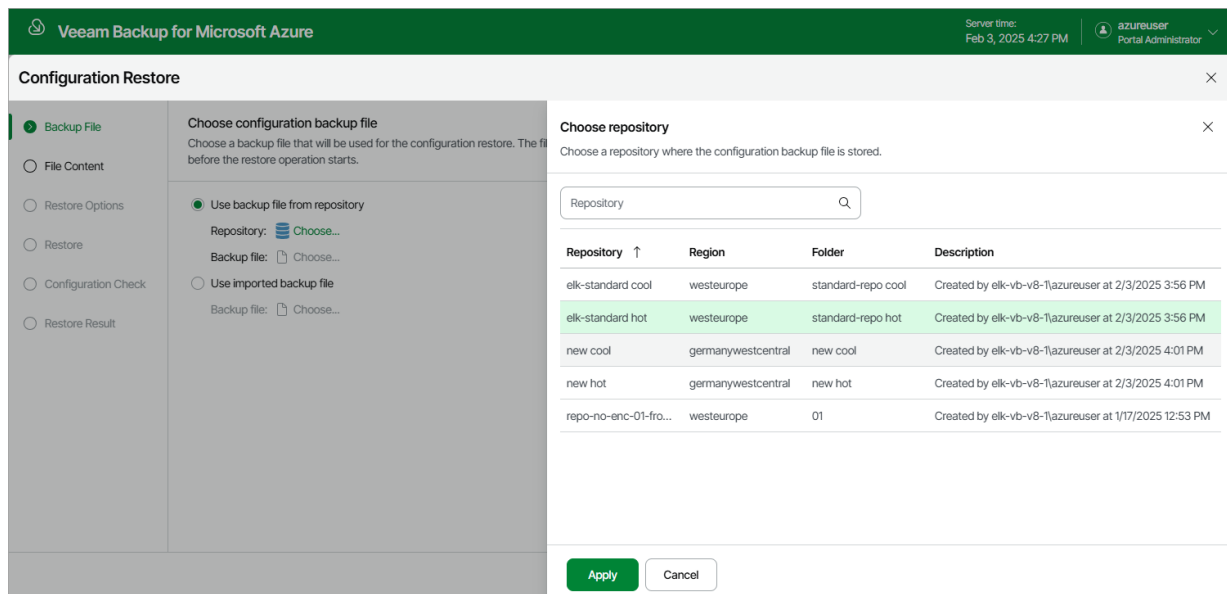 Veeam Backup for Microsoft Azure
Server time:
Feb 3, 2025 4:27 PM
azureuser
Portal Administrator
Configuration Restore
Backup File
File Content
Restore Options
Restore
Configuration Check
Restore Result
Choose configuration backup file
Choose a backup file that will be used for the configuration restore. The fil
before the restore operation starts.
Use backup file from repository
Repository: Choose...
Backup file: Choose...
Use imported backup file
Backup file: Choose...
Choose repository
Choose a repository where the configuration backup file is stored.
Repository
Repository ↑ Region Folder Description
elk-standard cool westeurope standard-repo cool Created by elk-vb-v8-1\azureuser at 2/3/2025 3:56 PM
elk-standard hot westeurope standard-repo hot Created by elk-vb-v8-1\azureuser at 2/3/2025 3:56 PM
new cool germanywestcentral new cool Created by elk-vb-v8-1\azureuser at 2/3/2025 4:01 PM
new hot germanywestcentral new hot Created by elk-vb-v8-1\azureuser at 2/3/2025 4:01 PM
repo-no-enc-01-fro... westeurope 01 Created by elk-vb-v8-1\azureuser at 1/17/2025 12:53 PM
Apply Cancel